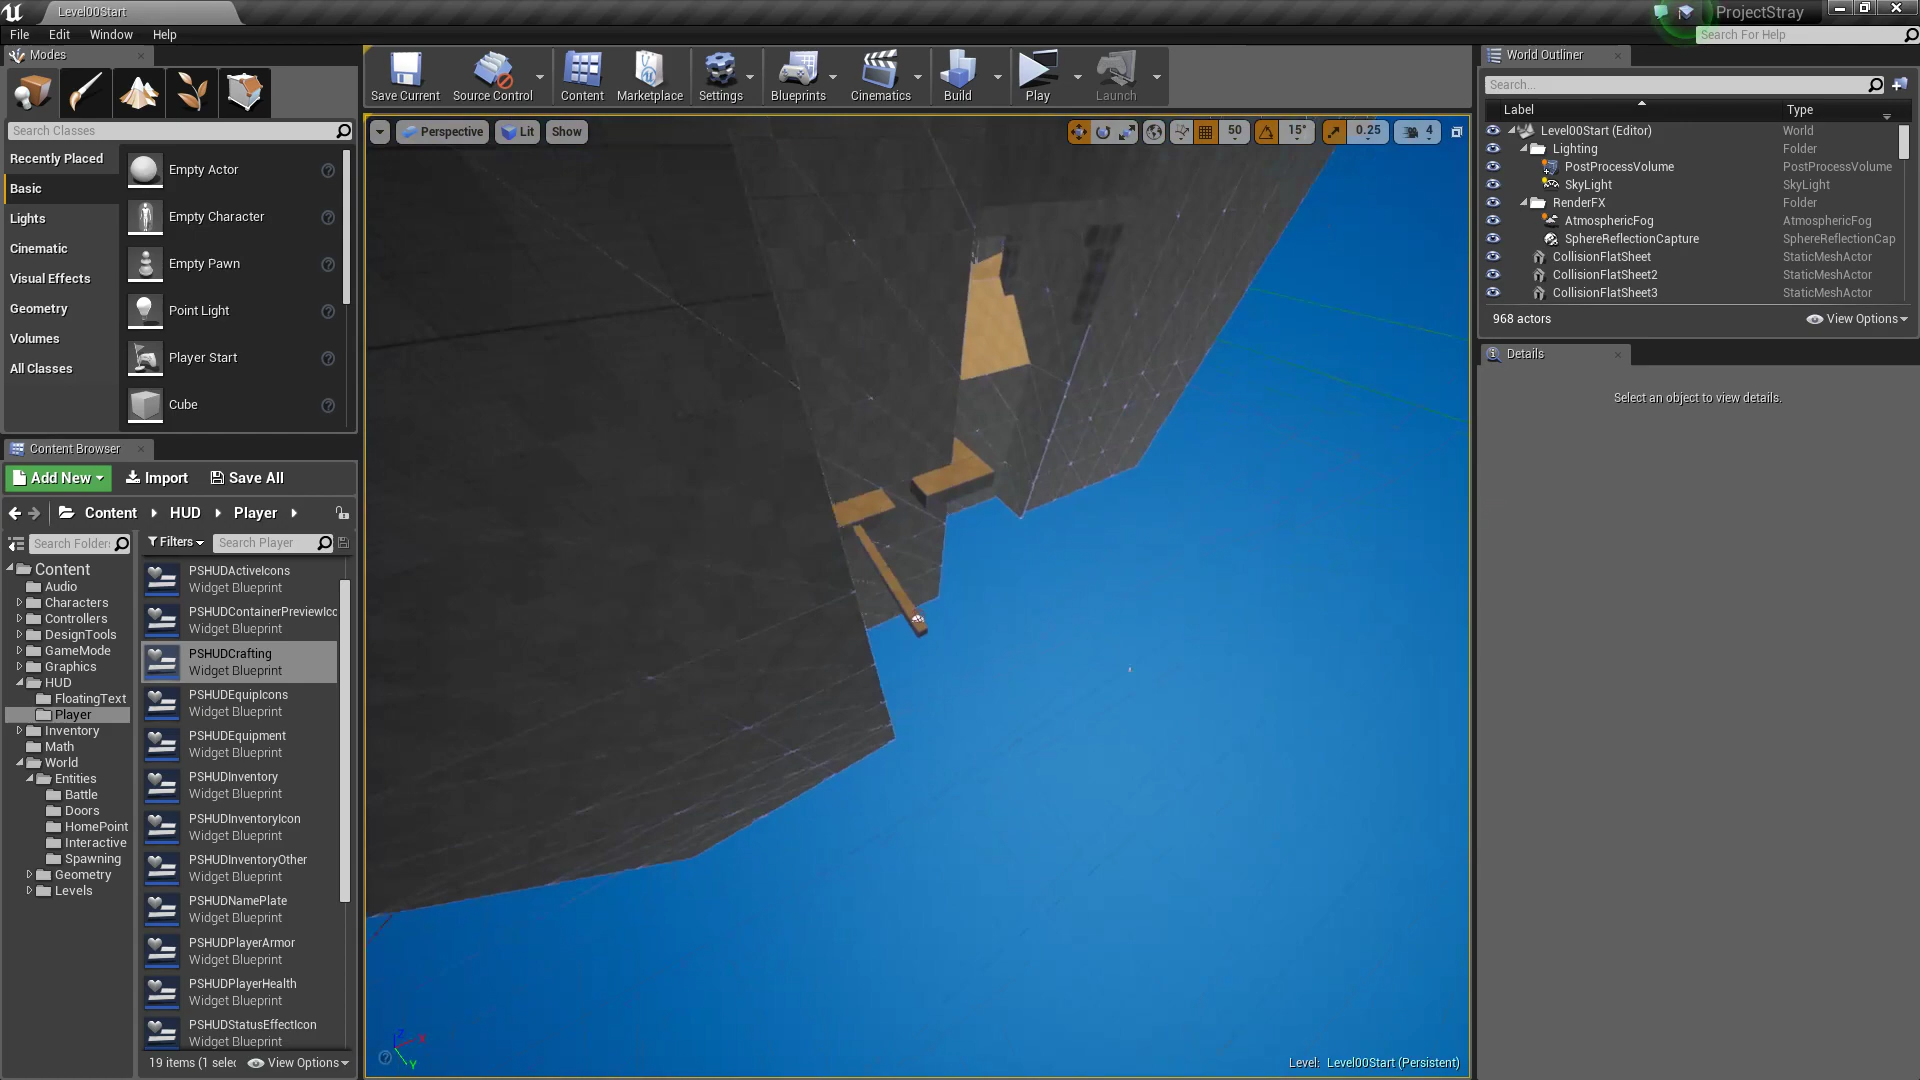 Level00Start
ProjectStray
File Edit Window Help
Search For Help
Modes
Search Classes
Recently Placed
Basic
Lights
Cinematic
Visual Effects
Geometry
Volumes
All Classes
Empty Actor
Empty Character
Empty Pawn
Point Light
Player Start
Cube
Save Current
Source Control
Content
Marketplace
Settings
Blueprints
Cinematics
Build
Play
Launch
Perspective
Lit
Show
50
15°
0.25
4
Level: Level00Start (Persistent)
Content Browser
Add New
Import
Save All
Content
HUD
Player
Search Folders
Filters
Search Player
Content
Audio
Characters
Controllers
DesignTools
GameMode
Graphics
HUD
FloatingText
Player
Inventory
Math
World
Entities
Battle
Doors
HomePoint
Interactive
Spawning
Geometry
Levels
PSHUDActiveIcons
Widget Blueprint
PSHUDContainerPreviewIco
Widget Blueprint
PSHUDCrafting
Widget Blueprint
PSHUDEquipIcons
Widget Blueprint
PSHUDEquipment
Widget Blueprint
PSHUDInventory
Widget Blueprint
PSHUDInventoryIcon
Widget Blueprint
PSHUDInventoryOther
Widget Blueprint
PSHUDNamePlate
Widget Blueprint
PSHUDPlayerArmor
Widget Blueprint
PSHUDPlayerHealth
Widget Blueprint
PSHUDStatusEffectIcon
Widget Blueprint
19 items (1 selec
View Options
World Outliner
Search...
Label Type
Level00Start (Editor) World
Lighting Folder
PostProcessVolume PostProcessVolume
SkyLight SkyLight
RenderFX Folder
AtmosphericFog AtmosphericFog
SphereReflectionCapture SphereReflectionCap
CollisionFlatSheet StaticMeshActor
CollisionFlatSheet2 StaticMeshActor
CollisionFlatSheet3 StaticMeshActor
968 actors
View Options
Details
Select an object to view details.